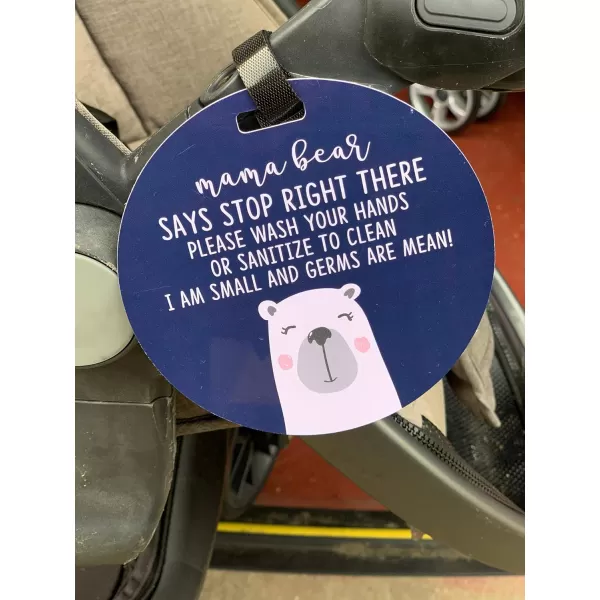 mama bear
SAYS STOP RIGHT THERE
PLEASE WASH YOUR HANDS
OR SANITIZE TO CLEAN
I AM SMALL AND GERMS ARE MEAN!